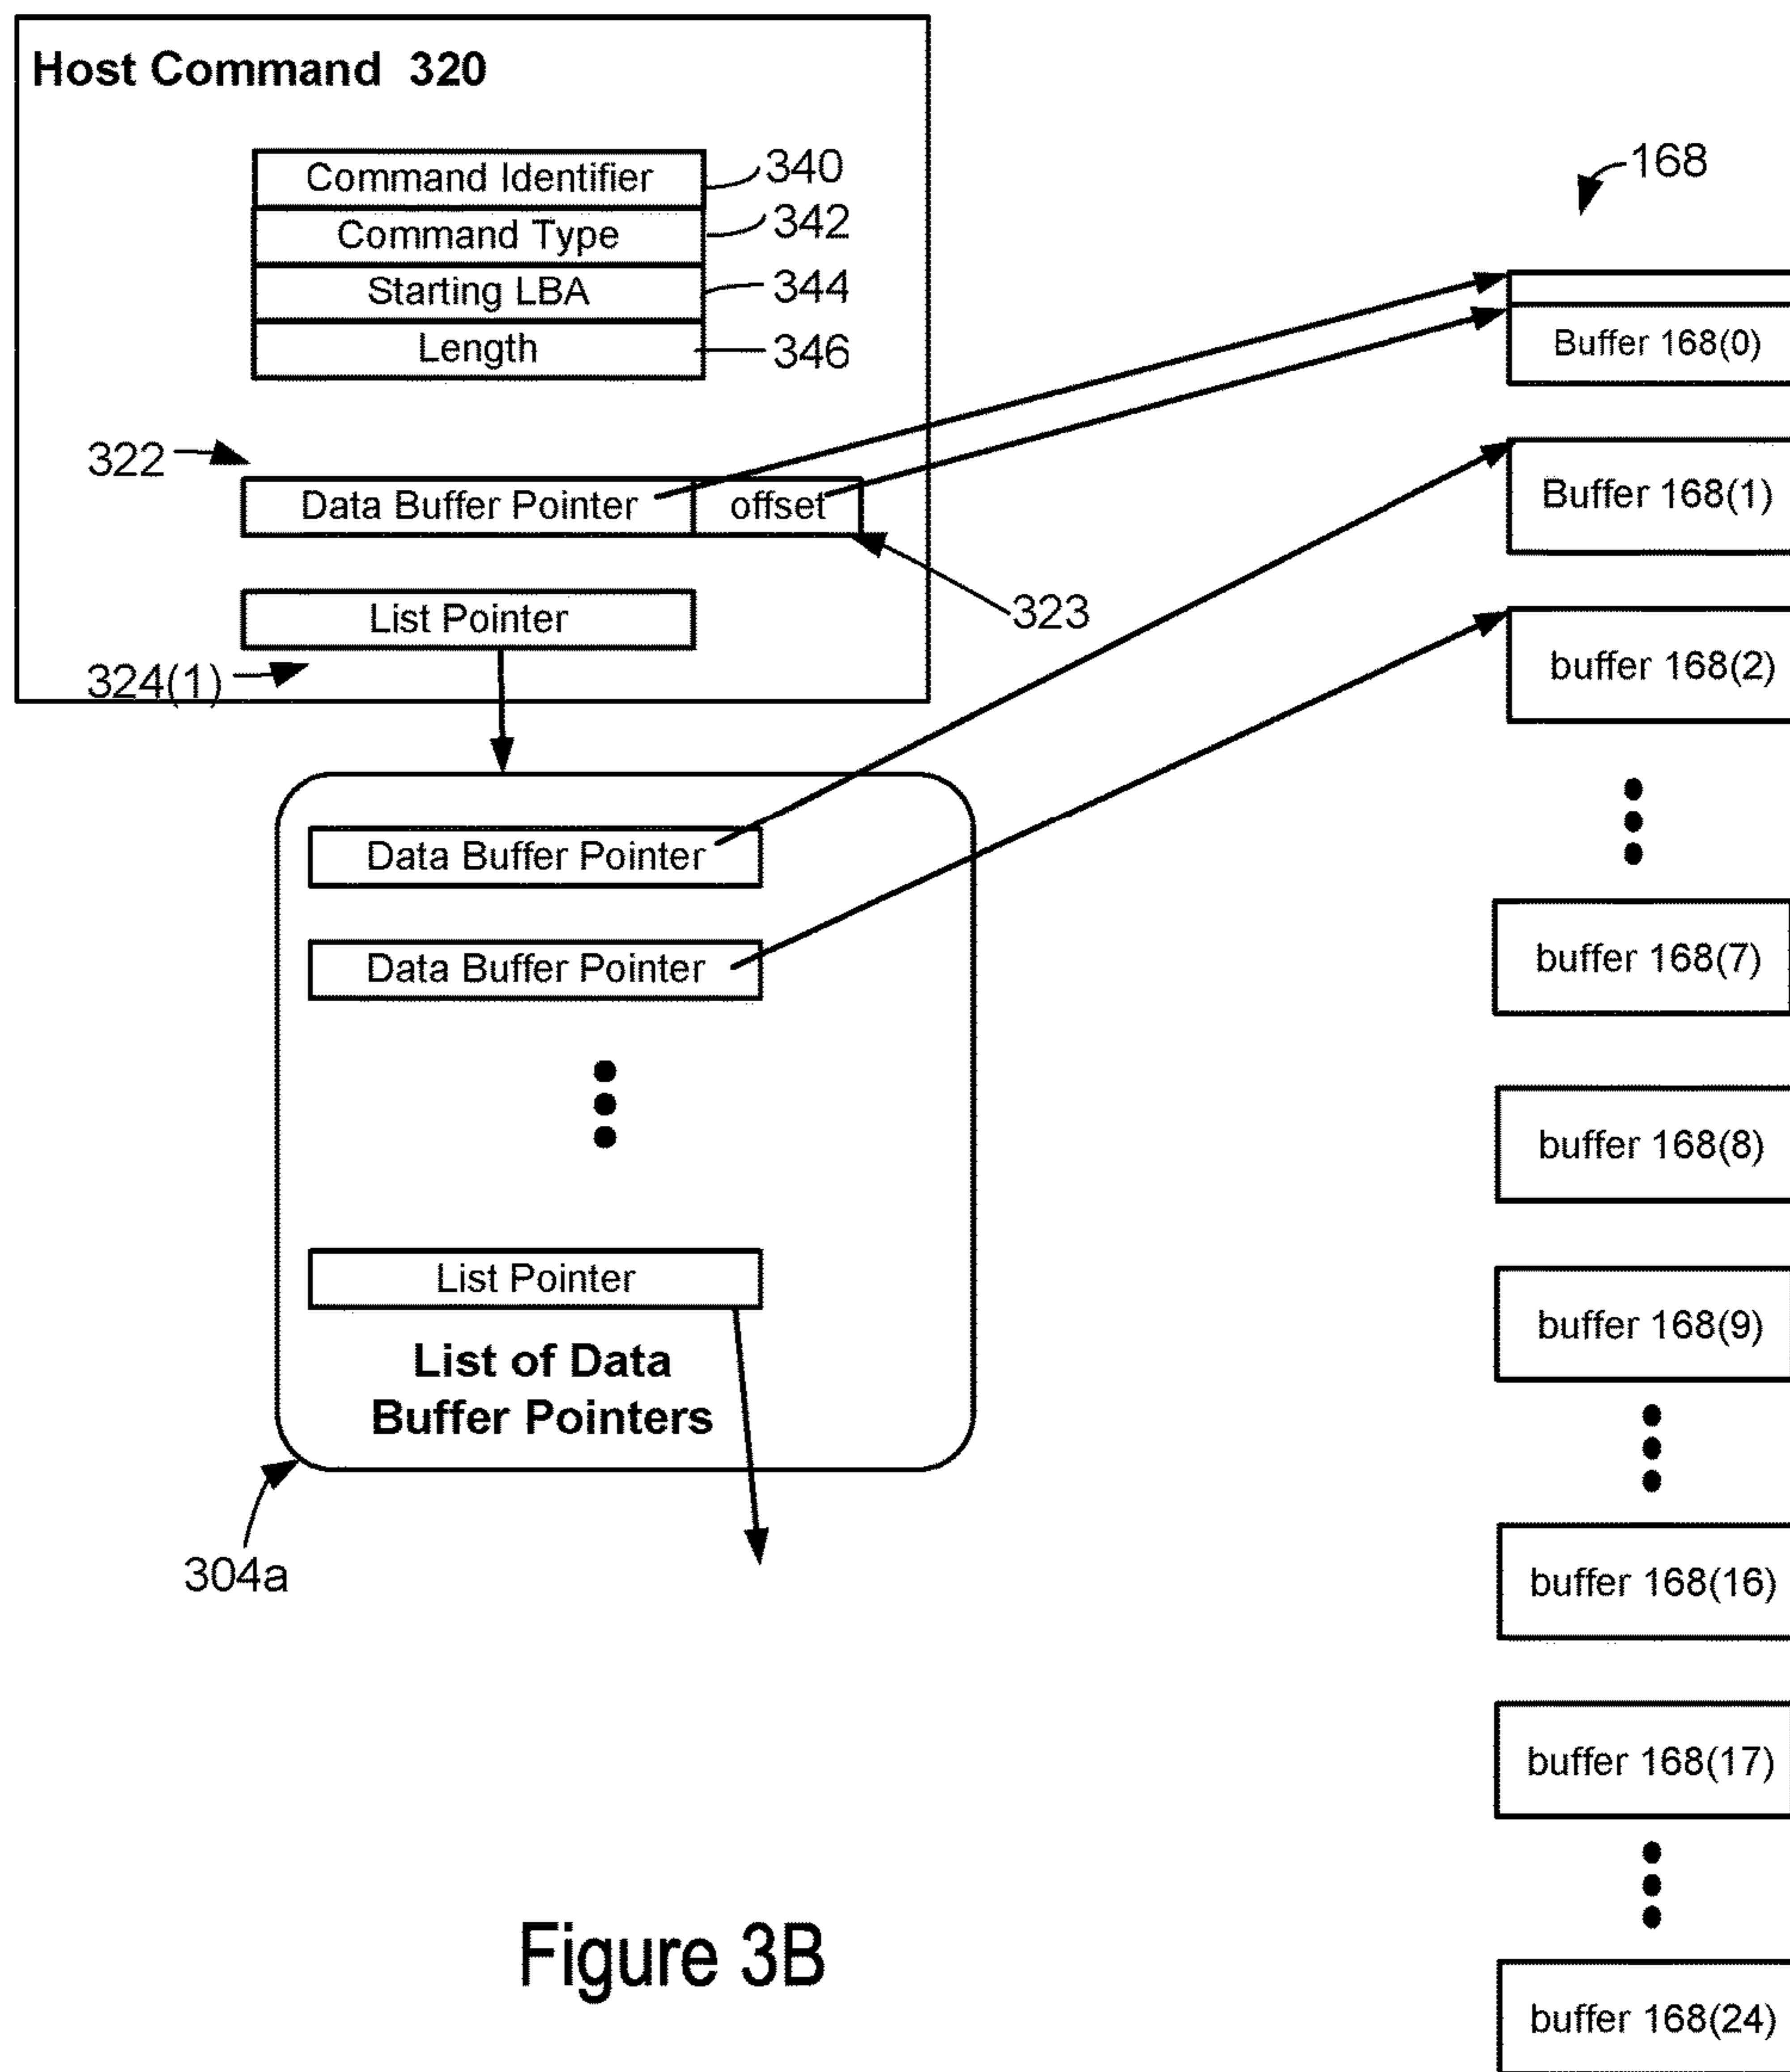 Host Command 320
Command Identifier
340
Command Type
342
Starting LBA
344
Length
346
322
Data Buffer Pointer
offset
323
List Pointer
324(1)
Data Buffer Pointer
Data Buffer Pointer
List Pointer
List of Data
Buffer Pointers
304a
168
Buffer 168(0)
Buffer 168(1)
buffer 168(2)
buffer 168(7)
buffer 168(8)
buffer 168(9)
buffer 168(16)
buffer 168(17)
buffer 168(24)
Figure 3B